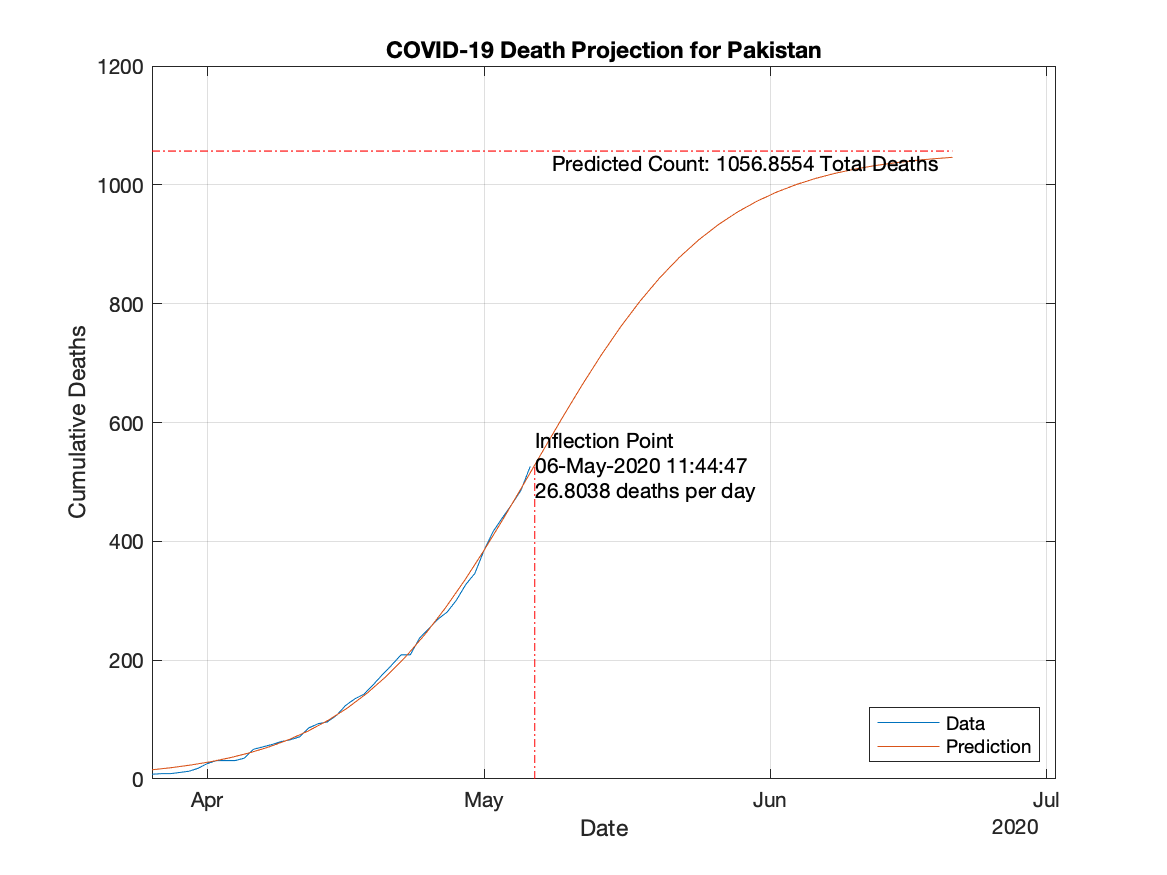 COVID-19 Death Projection for Pakistan
1200
1000
800
600
400
200
0
Cumulative Deaths
Predicted Count: 1056.8554 Total Deaths
Inflection Point
06-May-2020 11:44:47
26.8038 deaths per day
Data
Prediction
Apr
May
Jun
Jul
Date
2020